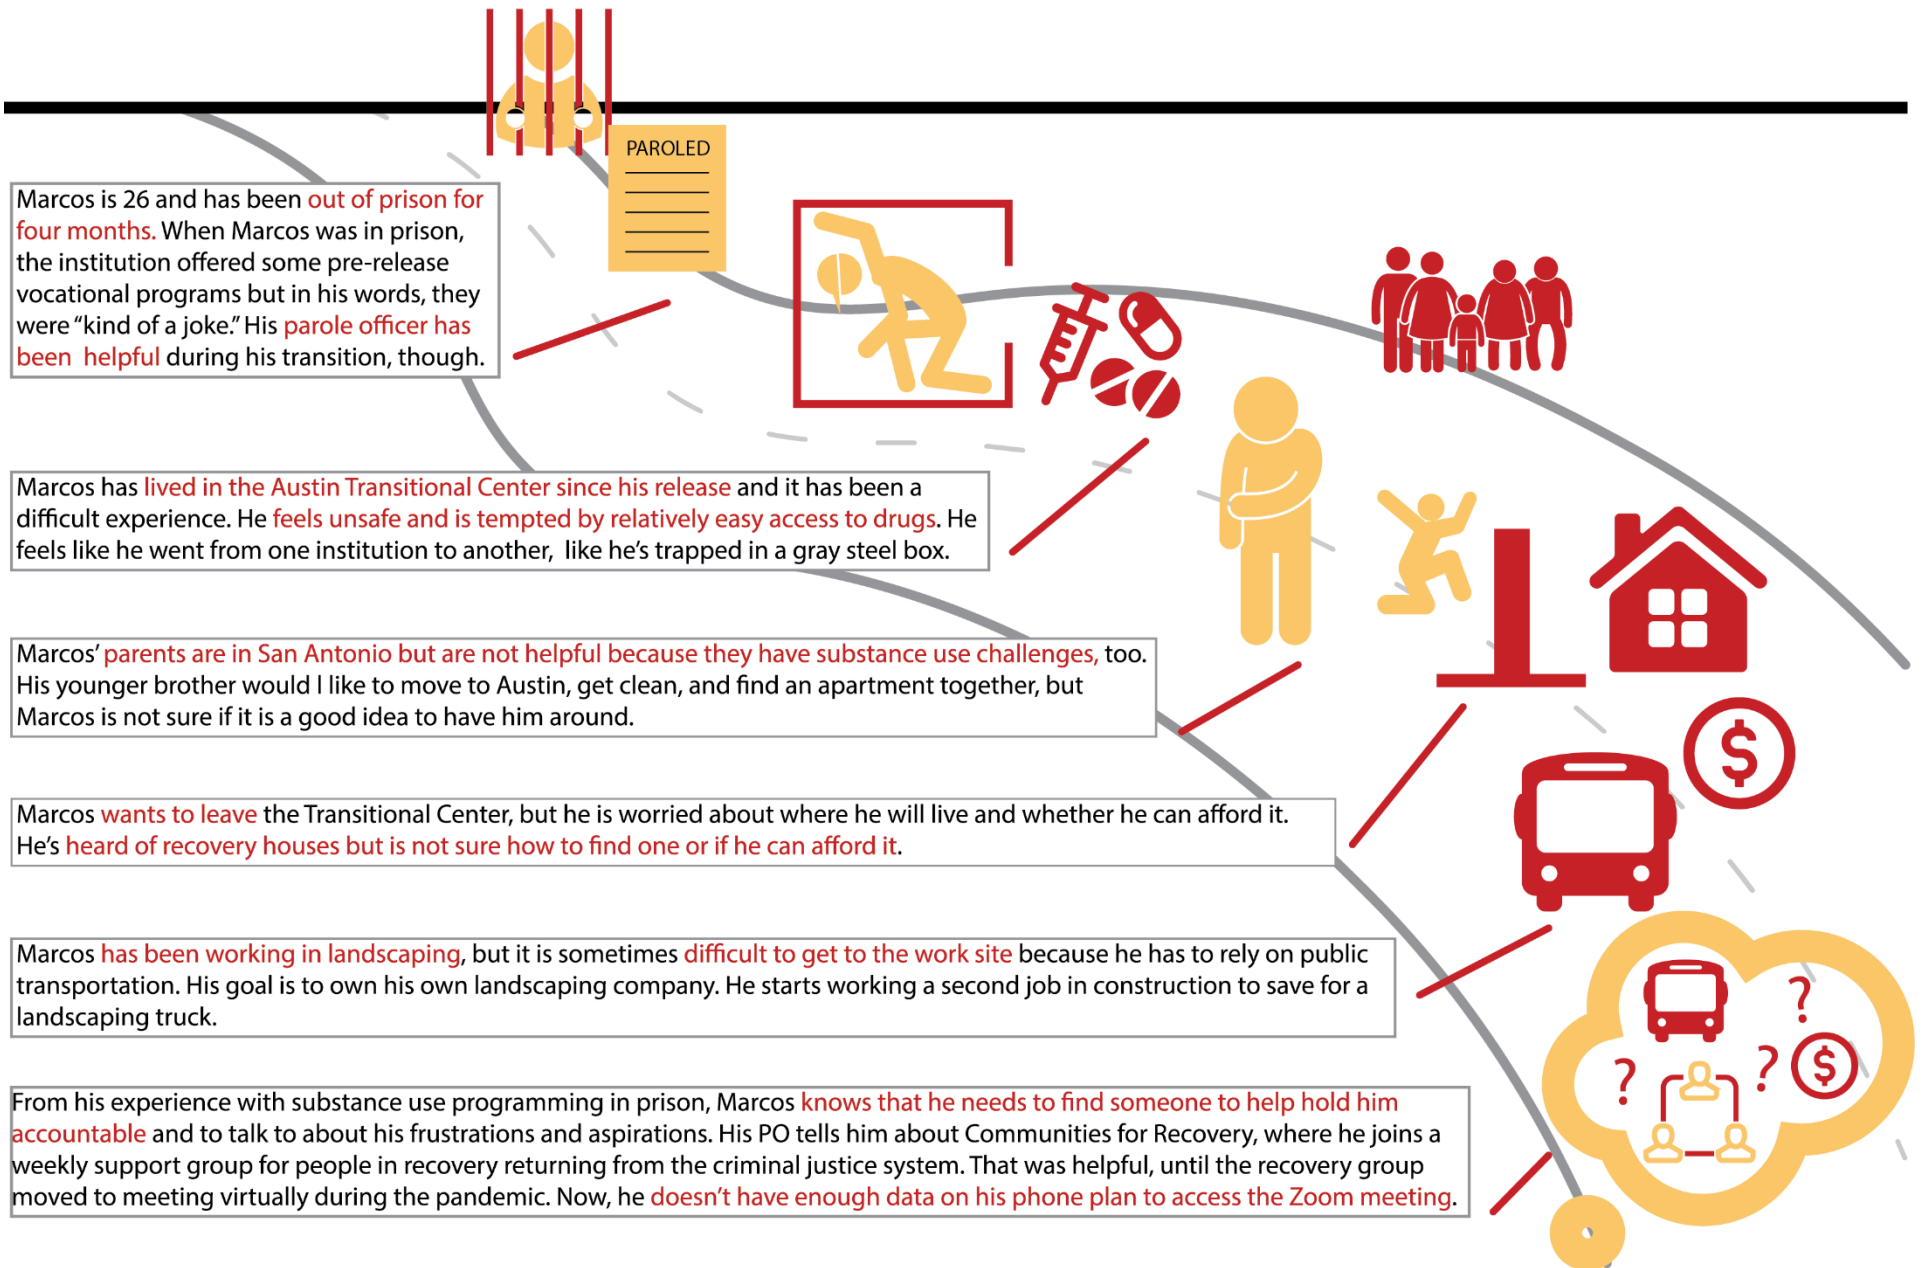 PAROLED
Marcos is 26 and has been out of prison for
four months. When Marcos was in prison,
the institution offered some pre-release
vocational programs but in his words, they
were “kind of a joke.” His parole officer has
been helpful during his transition, though.
Marcos has lived in the Austin Transitional Center since his release and it has been a
difficult experience. He feels unsafe and is tempted by relatively easy access to drugs. He
feels like he went from one institution to another, like he’s trapped in a gray steel box.
Marcos’ parents are in San Antonio but are not helpful because they have substance use challenges, too.
His younger brother would l like to move to Austin, get clean, and find an apartment together, but
Marcos is not sure if it is a good idea to have him around.
Marcos wants to leave the Transitional Center, but he is worried about where he will live and whether he can afford it.
He’s heard of recovery houses but is not sure how to find one or if he can afford it.
$
Marcos has been working in landscaping, but it is sometimes difficult to get to the work site because he has to rely on public
transportation. His goal is to own his own landscaping company. He starts working a second job in construction to save for a
landscaping truck.
?
? ? $
From his experience with substance use programming in prison, Marcos knows that he needs to find someone to help hold him
accountable and to talk to about his frustrations and aspirations. His PO tells him about Communities for Recovery, where he joins a
weekly support group for people in recovery returning from the criminal justice system. That was helpful, until the recovery group
moved to meeting virtually during the pandemic. Now, he doesn’t have enough data on his phone plan to access the Zoom meeting.